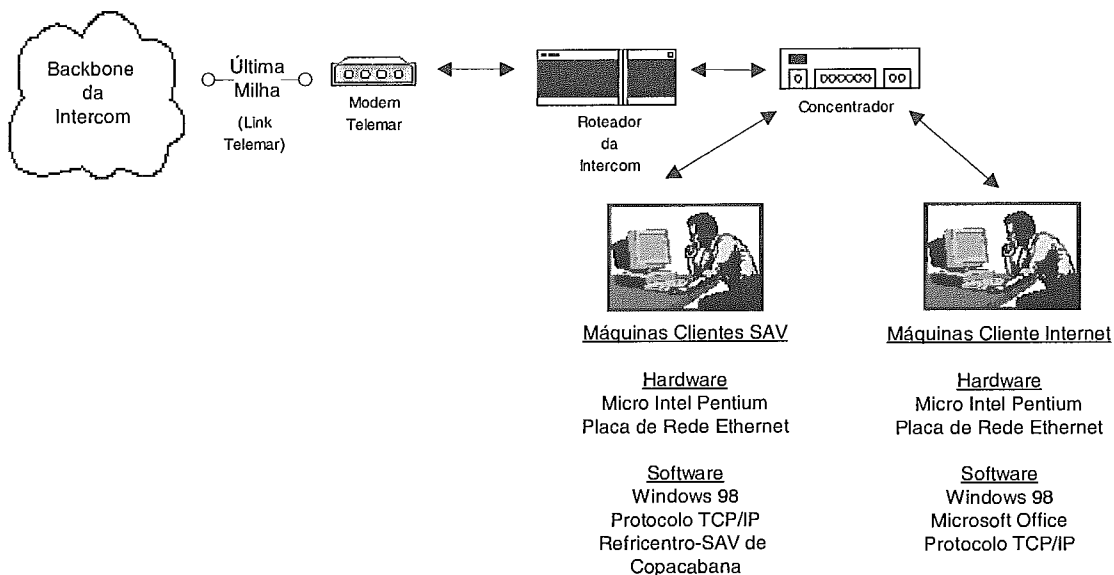 Backbone
da
Intercom
Última
Milha
(Link
Telemar)
Modem
Telemar
Roteador
da
Intercom
Concentrador
Máquinas Clientes SAV
Hardware
Micro Intel Pentium
Placa de Rede Ethernet
Software
Windows 98
Protocolo TCP/IP
Refricentro-SAV de
Copacabana
Máquinas Cliente Internet
Hardware
Micro Intel Pentium
Placa de Rede Ethernet
Software
Windows 98
Microsoft Office
Protocolo TCP/IP